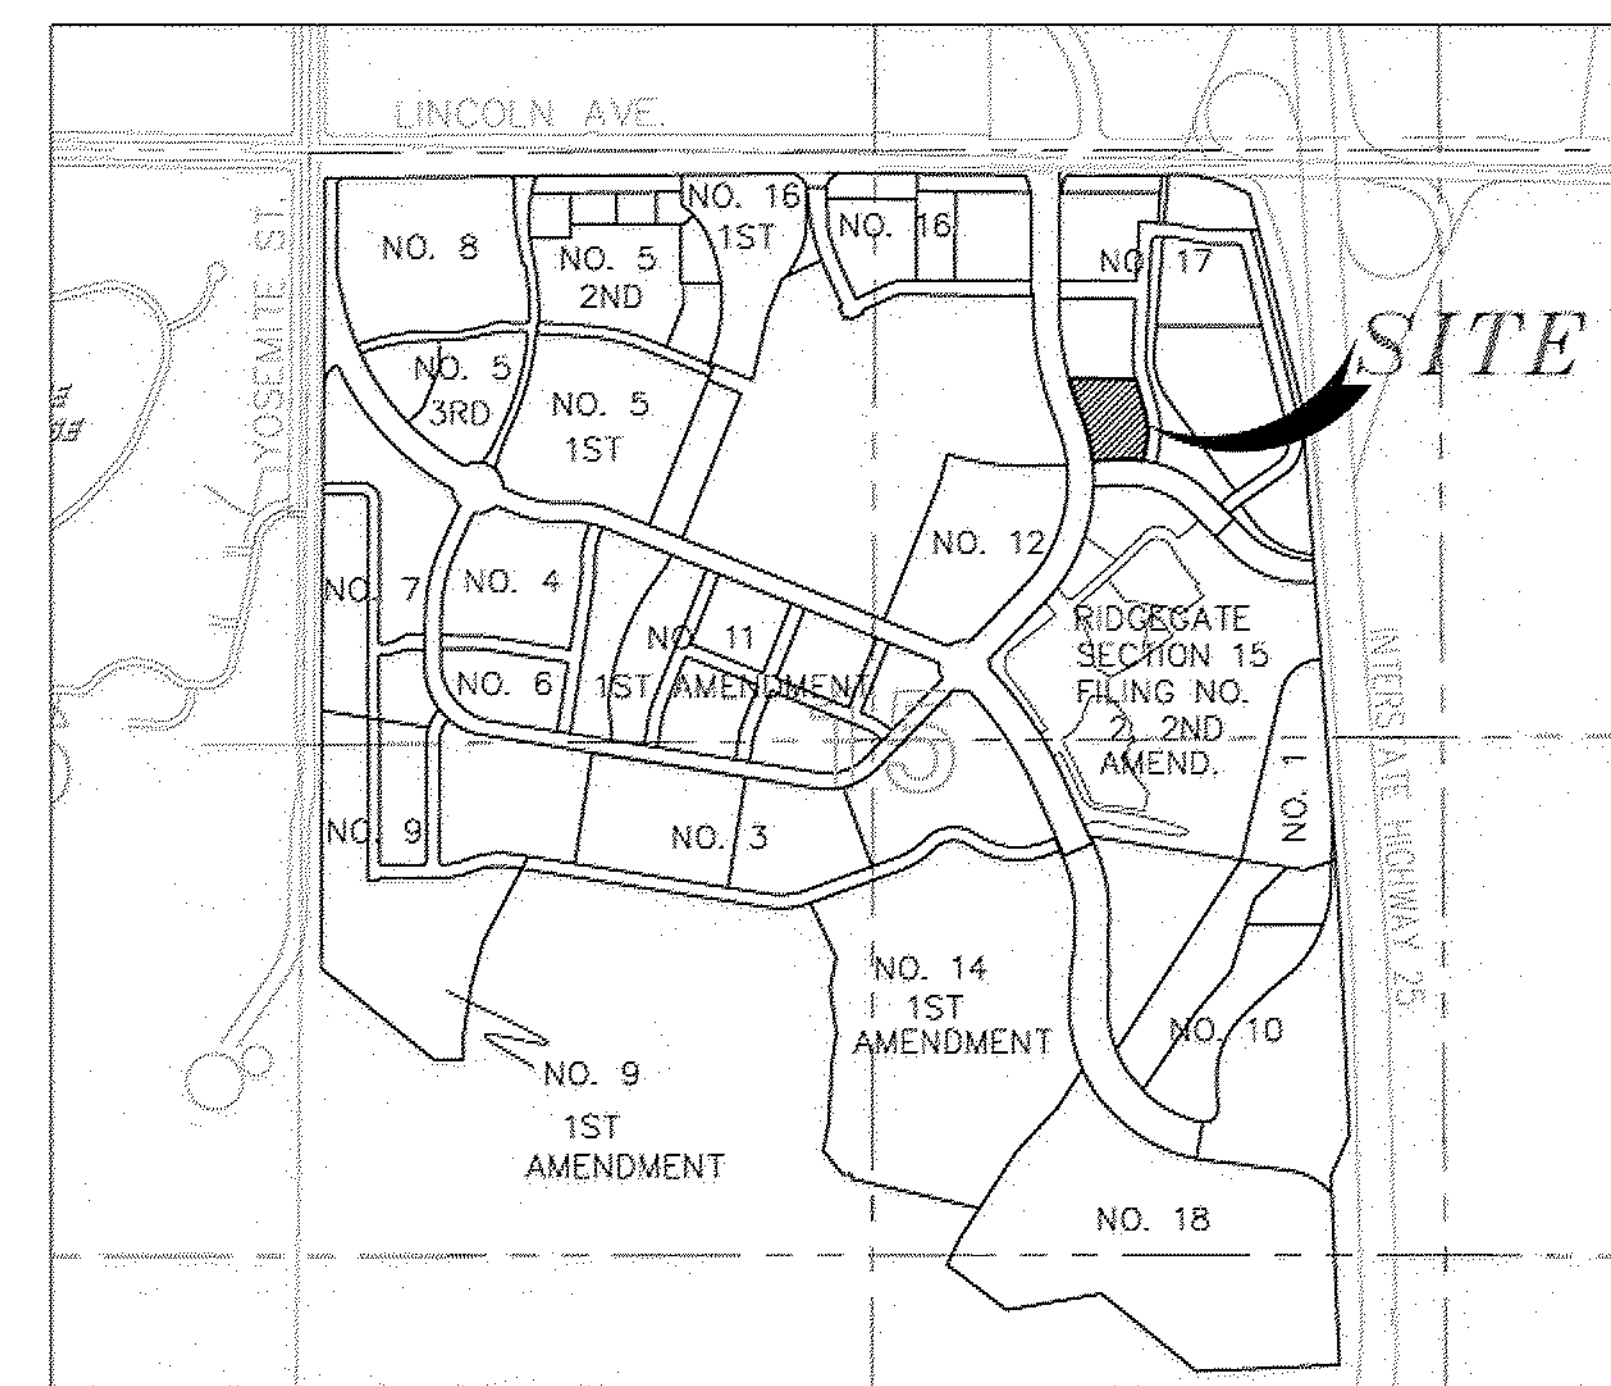 LINCOLN AVE.
YOSEMITE ST.
NO. 8
NO. 5
2ND
NO. 16
1ST
NO. 16
NO. 17
SITE
NO. 5
3RD
NO. 5
1ST
NO. 12
NO. 7
NO. 4
NO. 6
NO. 11
1ST AMENDMENT
RIDGEGATE
SECTION 15
FILING NO.
2, 2ND
AMEND.
NO. 1
INTERSTATE HIGHWAY 25
NO. 9
NO. 3
NO. 14
1ST
AMENDMENT
NO. 10
NO. 9
1ST
AMENDMENT
NO. 18